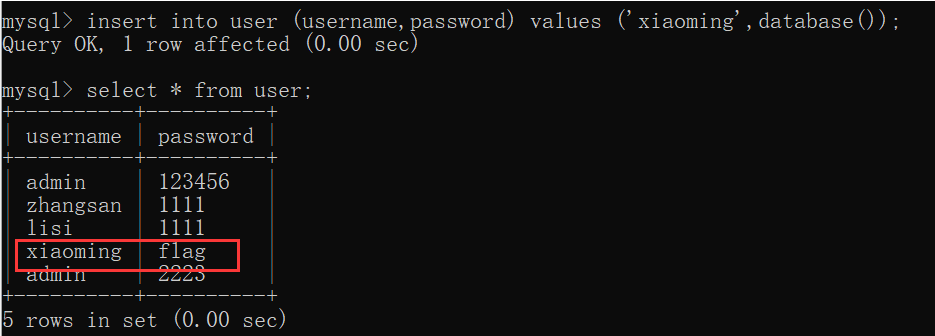 mysql> insert into user (username,password) values ('xiaoming',database());
Query OK, 1 row affected (0.00 sec)
mysql> select * from user;
+----------+----------+
| username | password |
+----------+----------+
| admin    | 123456   |
| zhangsan | 1111     |
| lisi     | 1111     |
| xiaoming | flag     |
| admin    | 2223     |
+----------+----------+
5 rows in set (0.00 sec)